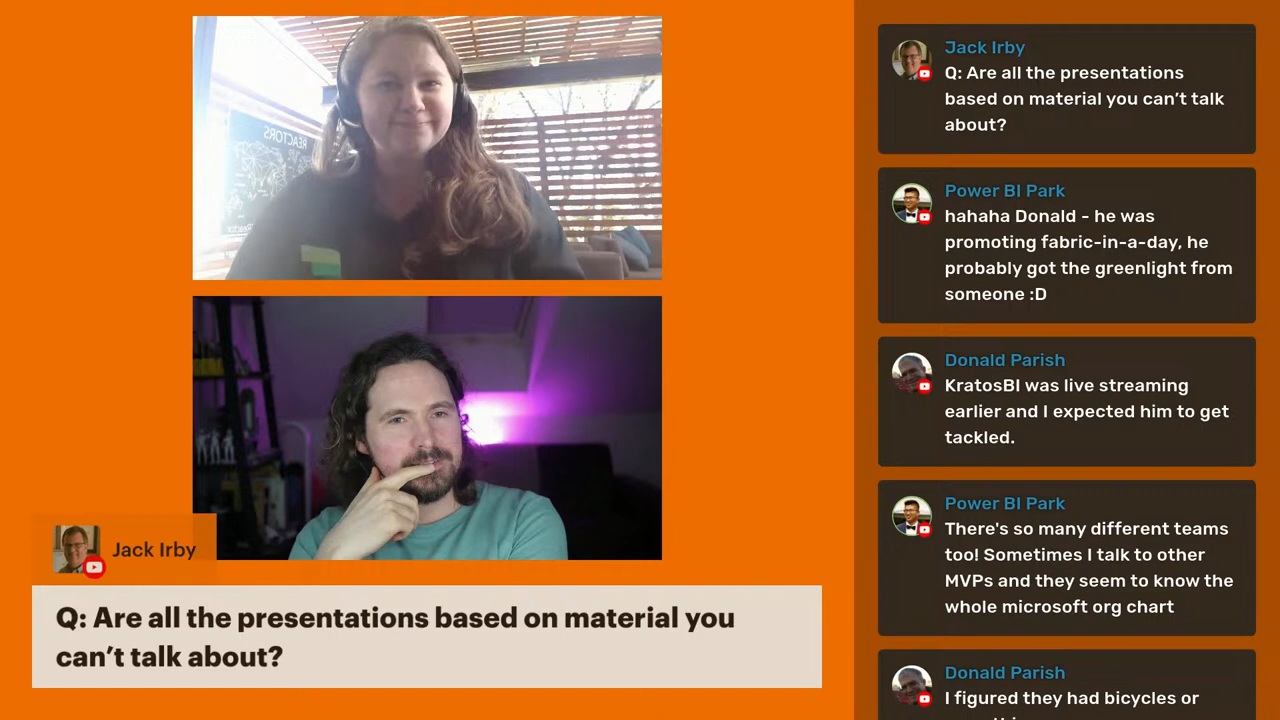 REACTORS
Reactor
Jack Irby
Q: Are all the presentations based on material you
can't talk about?
Jack Irby
Q: Are all the presentations
based on material you can't talk
about?
Power BI Park
hahaha Donald - he was
promoting fabric-in-a-day, he
probably got the greenlight from
someone :D
Donald Parish
KratosBI was live streaming
earlier and I expected him to get
tackled.
Power BI Park
There's so many different teams
too! Sometimes I talk to other
MVPs and they seem to know the
whole microsoft org chart
Donald Parish
I figured they had bicycles or